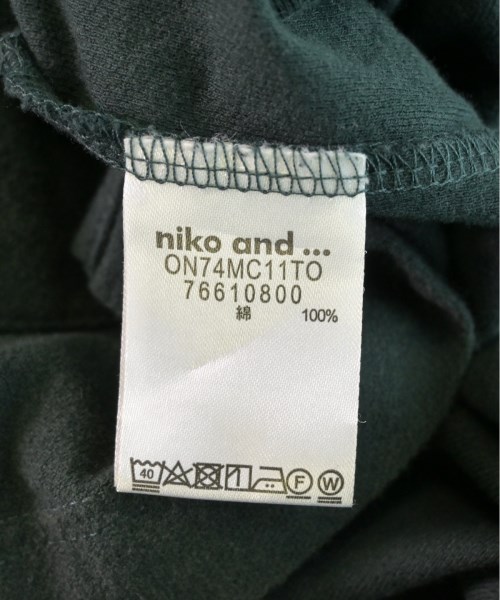 niko and ...
ON74MC11TO
76610800
綿 100%
40 F W